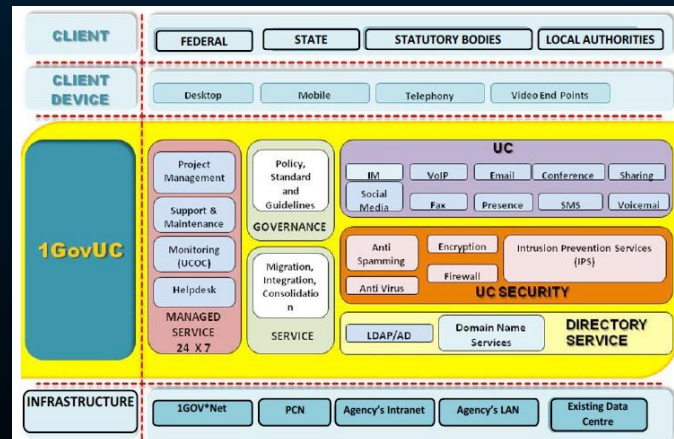 CLIENT
FEDERAL
STATE
STATUTORY BODIES
LOCAL AUTHORITIES
CLIENT
DEVICE
Desktop
Mobile
Telephony
Video End Points
1GovUC
Project
Management
Support &
Maintenance
Monitoring
(UCOC)
Helpdesk
MANAGED
SERVICE
24 X 7
Policy,
Standard
and
Guidelines
GOVERNANCE
Migration,
Integration,
Consolidatio
n
SERVICE
UC
IM
VoIP
Email
Conference
Sharing
Social
Media
Fax
Presence
SMS
Voicemai
Anti
Spamming
Encryption
Intrusion Prevention Services
(IPS)
Anti Virus
Firewall
UC SECURITY
LDAP/AD
Domain Name
Services
DIRECTORY
SERVICE
INFRASTRUCTURE
1GOV*Net
PCN
Agency's Intranet
Agency's LAN
Existing Data
Centre